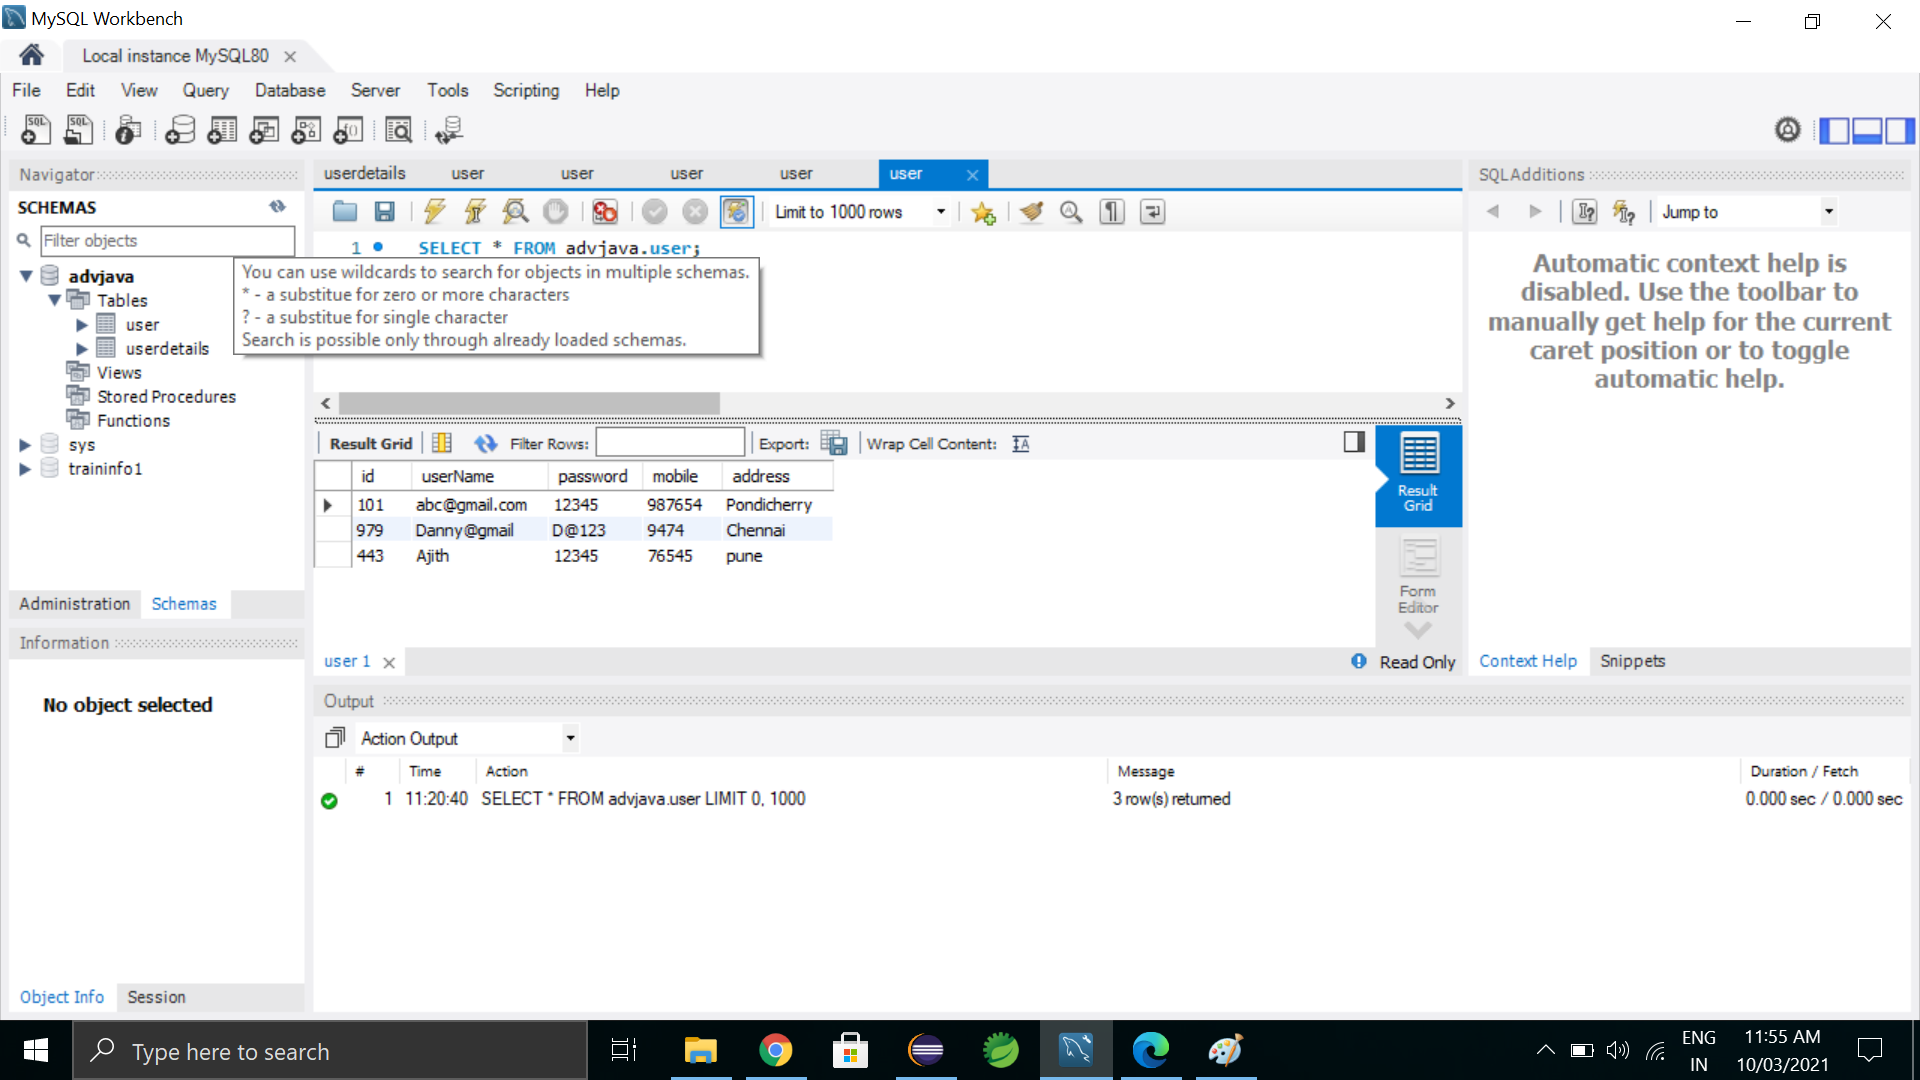 MySQL Workbench
Local instance MySQL80
File Edit View Query Database Server Tools Scripting Help
Navigator
SCHEMAS
Filter objects
advjava
Tables
user
userdetails
Views
Stored Procedures
Functions
sys
traininfo1
Administration Schemas
Information
No object selected
Object Info Session
userdetails user user user user user
Limit to 1000 rows
1 SELECT * FROM advjava.user;
You can use wildcards to search for objects in multiple schemas.
* - a substitue for zero or more characters
? - a substitue for single character
Search is possible only through already loaded schemas.
Result Grid Filter Rows: Export: Wrap Cell Content:
id userName password mobile address
101 abc@gmail.com 12345 987654 Pondicherry
979 Danny@gmail D@123 9474 Chennai
443 Ajith 12345 76545 pune
Result
Grid
Form
Editor
user 1
Read Only
SQLAdditions
Jump to
Automatic context help is
disabled. Use the toolbar to
manually get help for the current
caret position or to toggle
automatic help.
Context Help Snippets
Output
Action Output
# Time Action Message Duration / Fetch
1 11:20:40 SELECT * FROM advjava.user LIMIT 0, 1000 3 row(s) returned 0.000 sec / 0.000 sec
Type here to search
ENG
IN
11:55 AM
10/03/2021